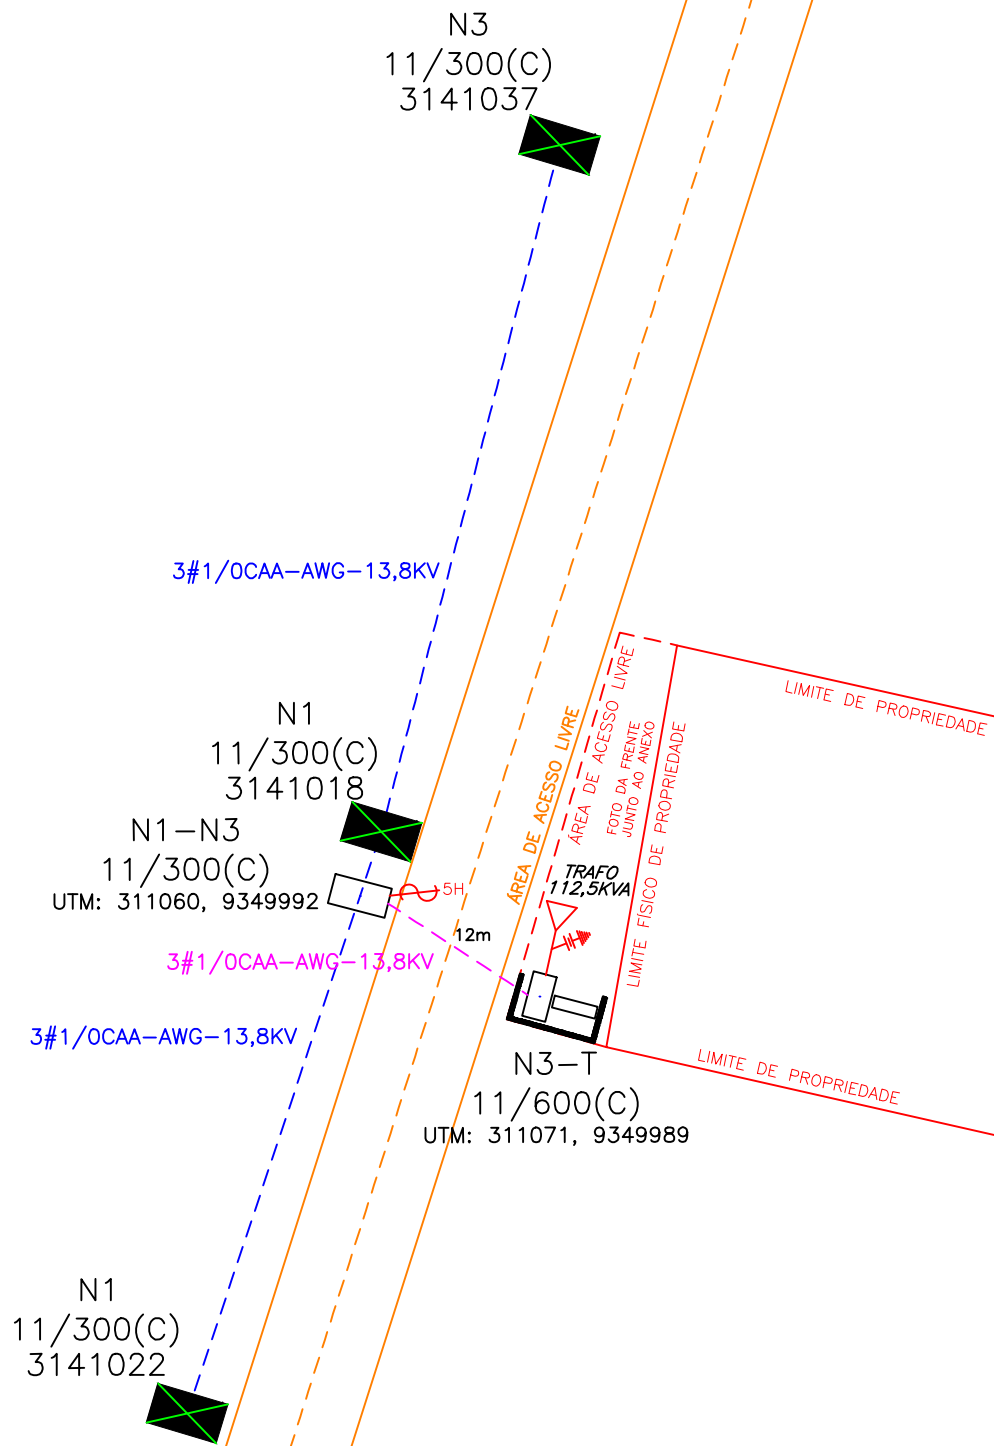 N3
11/300(C)
3141037
3#1/0CAA-AWG-13,8KV
N1
11/300(C)
3141018
N1-N3
11/300(C)
UTM: 311060, 9349992
5H
12m
3#1/0CAA-AWG-13,8KV
3#1/0CAA-AWG-13,8KV
ÁREA DE ACESSO LIVRE
ÁREA DE ACESSO LIVRE
FOTO DA FRENTE
JUNTO AO ANEXO
LIMITE FÍSICO DE PROPRIEDADE
LIMITE DE PROPRIEDADE
TRAFO
112,5KVA
N3-T
11/600(C)
UTM: 311071, 9349989
LIMITE DE PROPRIEDADE
N1
11/300(C)
3141022